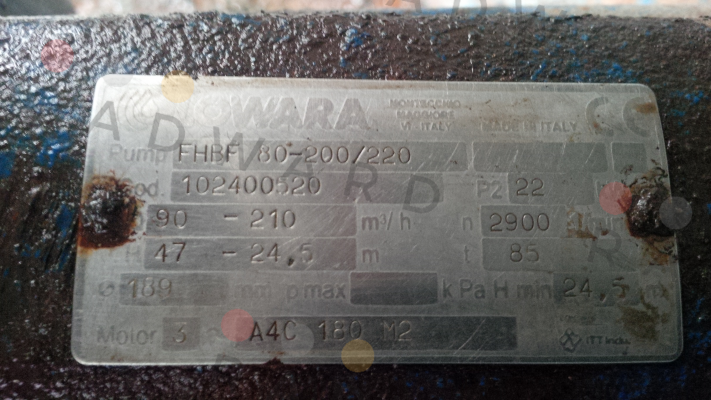 LOWARA MONTECCHIO MAGGIORE VI ITALY MADE IN ITALY CE
Pump FHBF 80-200/220
Cod. 102400520 P2 22
Q 90 - 210 m³/h n 2900
H 47 - 24,5 m t 85
ø 189 mm p max kPa H min 24,5 m
Motor 3 A4C 180 M2 ITT Indu.
ADWARD